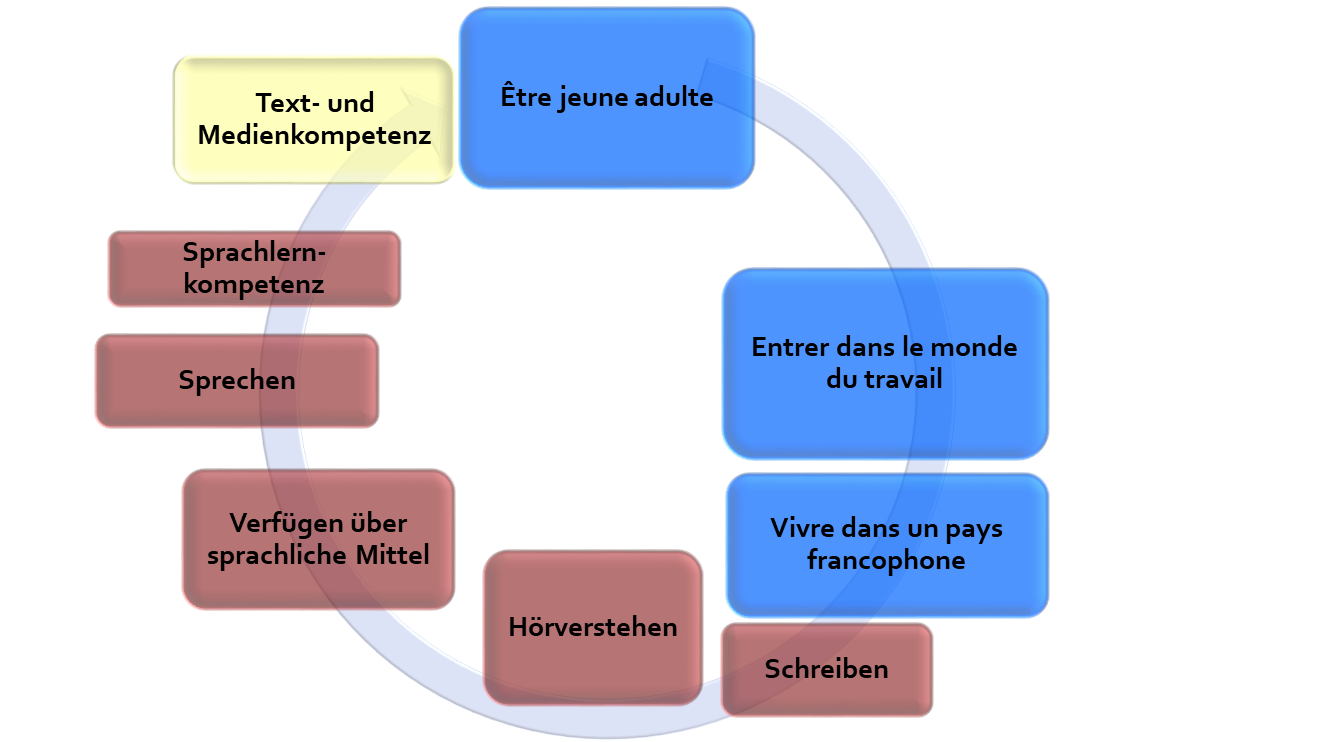 Être jeune adulte
Entrer dans le monde
du travail
Vivre dans un pays
francophone
Schreiben
Hörverstehen
Verfügen über
sprachliche Mittel
Sprechen
Sprachlern-
kompetenz
Text- und
Medienkompetenz